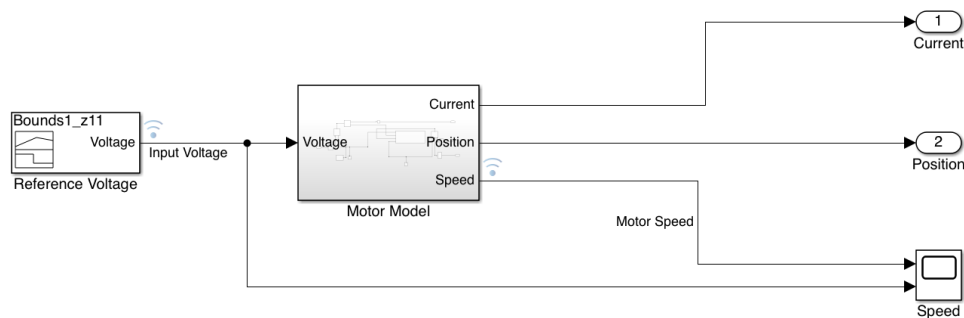 1
Current
Bounds1_z11
Voltage
Input Voltage
Reference Voltage
Voltage
Current
Position
Speed
Motor Model
2
Position
Motor Speed
Speed